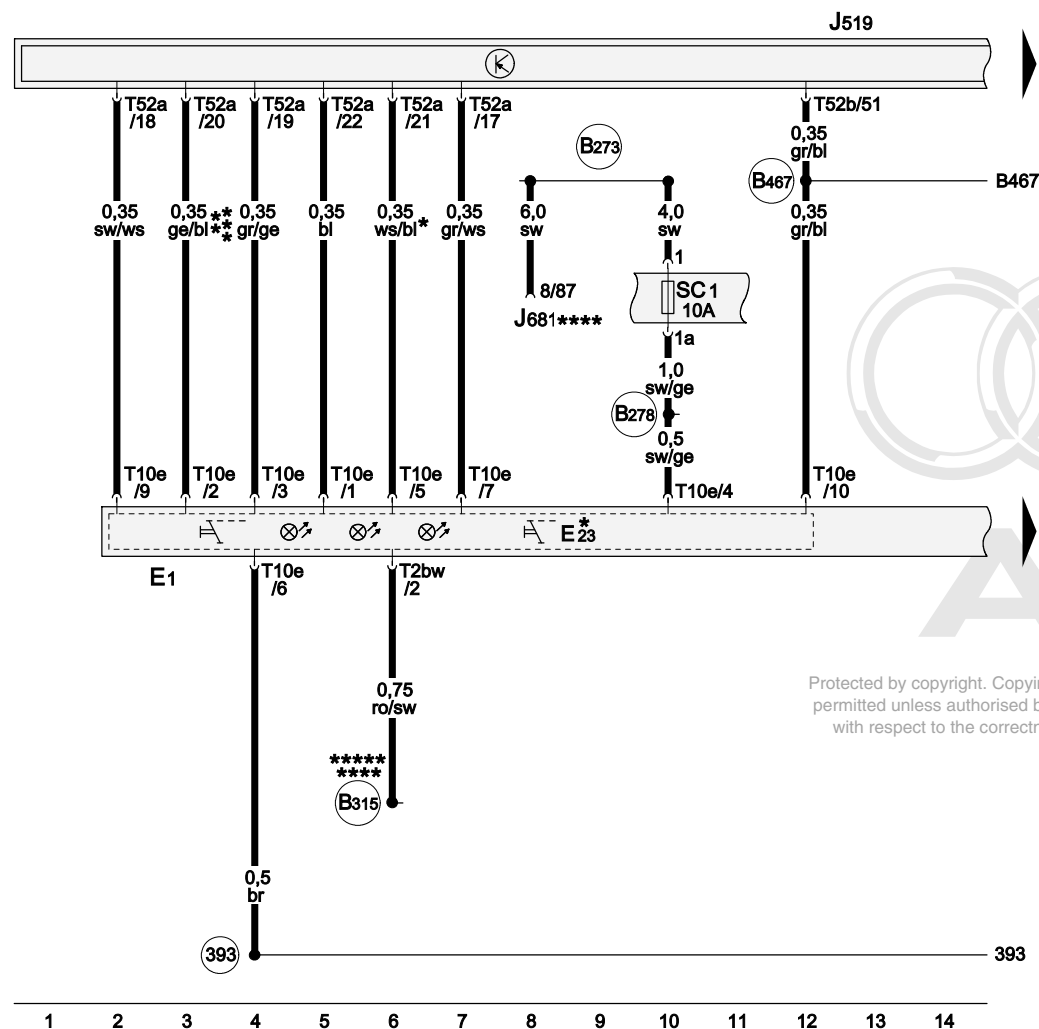 J519
T52a
/18
T52a
/20
T52a
/19
T52a
/22
T52a
/21
T52a
/17
T52b/51
0,35
gr/bl
B273
B467
B467
0,35
sw/ws
0,35
ge/bl
**
**
*
0,35
gr/ge
0,35
bl
0,35
ws/bl*
0,35
gr/ws
6,0
sw
4,0
sw
0,35
gr/bl
1
8/87
J681****
SC1
10A
1a
1,0
sw/ge
B278
0,5
sw/ge
T10e
/9
T10e
/2
T10e
/3
T10e
/1
T10e
/5
T10e
/7
T10e/4
T10e
/10
E23*
E1
T10e
/6
T2bw
/2
Protected by copyright. Copyin
permitted unless authorised b
with respect to the correctn
0,75
ro/sw
*****
****
B315
0,5
br
393
393
1 2 3 4 5 6 7 8 9 10 11 12 13 14